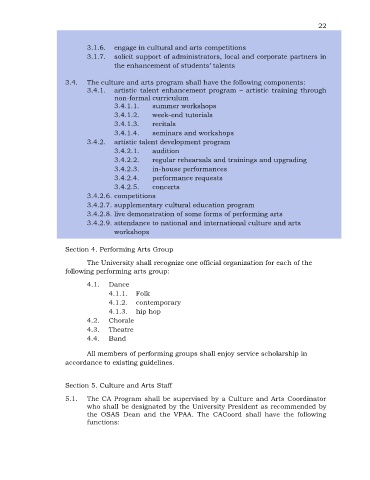 22
3.1.6. engage in cultural and arts competitions
3.1.7. solicit support of administrators, local and corporate partners in
the enhancement of students' talents
3.4. The culture and arts program shall have the following components:
3.4.1. artistic talent enhancement program – artistic training through
non-formal curriculum
3.4.1.1. summer workshops
3.4.1.2. week-end tutorials
3.4.1.3. recitals
3.4.1.4. seminars and workshops
3.4.2. artistic talent development program
3.4.2.1. audition
3.4.2.2. regular rehearsals and trainings and upgrading
3.4.2.3. in-house performances
3.4.2.4. performance requests
3.4.2.5. concerts
3.4.2.6. competitions
3.4.2.7. supplementary cultural education program
3.4.2.8. live demonstration of some forms of performing arts
3.4.2.9. attendance to national and international culture and arts
workshops
Section 4. Performing Arts Group
The University shall recognize one official organization for each of the
following performing arts group:
4.1. Dance
4.1.1. Folk
4.1.2. contemporary
4.1.3. hip hop
4.2. Chorale
4.3. Theatre
4.4. Band
All members of performing groups shall enjoy service scholarship in
accordance to existing guidelines.
Section 5. Culture and Arts Staff
5.1. The CA Program shall be supervised by a Culture and Arts Coordinator
who shall be designated by the University President as recommended by
the OSAS Dean and the VPAA. The CACoord shall have the following
functions: